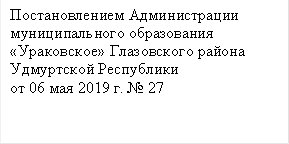 Постановлением Администрации
муниципального образования
«Ураковское» Глазовского района
Удмуртской Республики
от 06 мая 2019 г. № 27